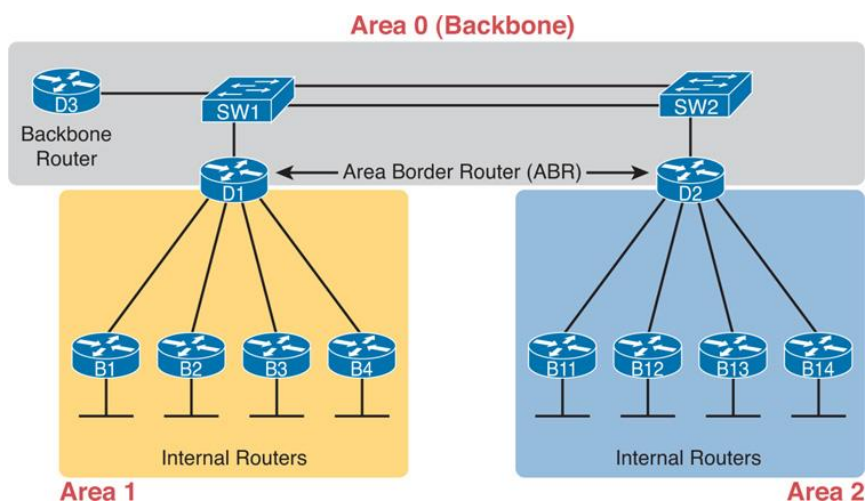 Area 0 (Backbone)
D3
SW1
SW2
Backbone
Router
Area Border Router (ABR)
D1
D2
B1
B2
B3
B4
B11
B12
B13
B14
Internal Routers
Internal Routers
Area 1
Area 2